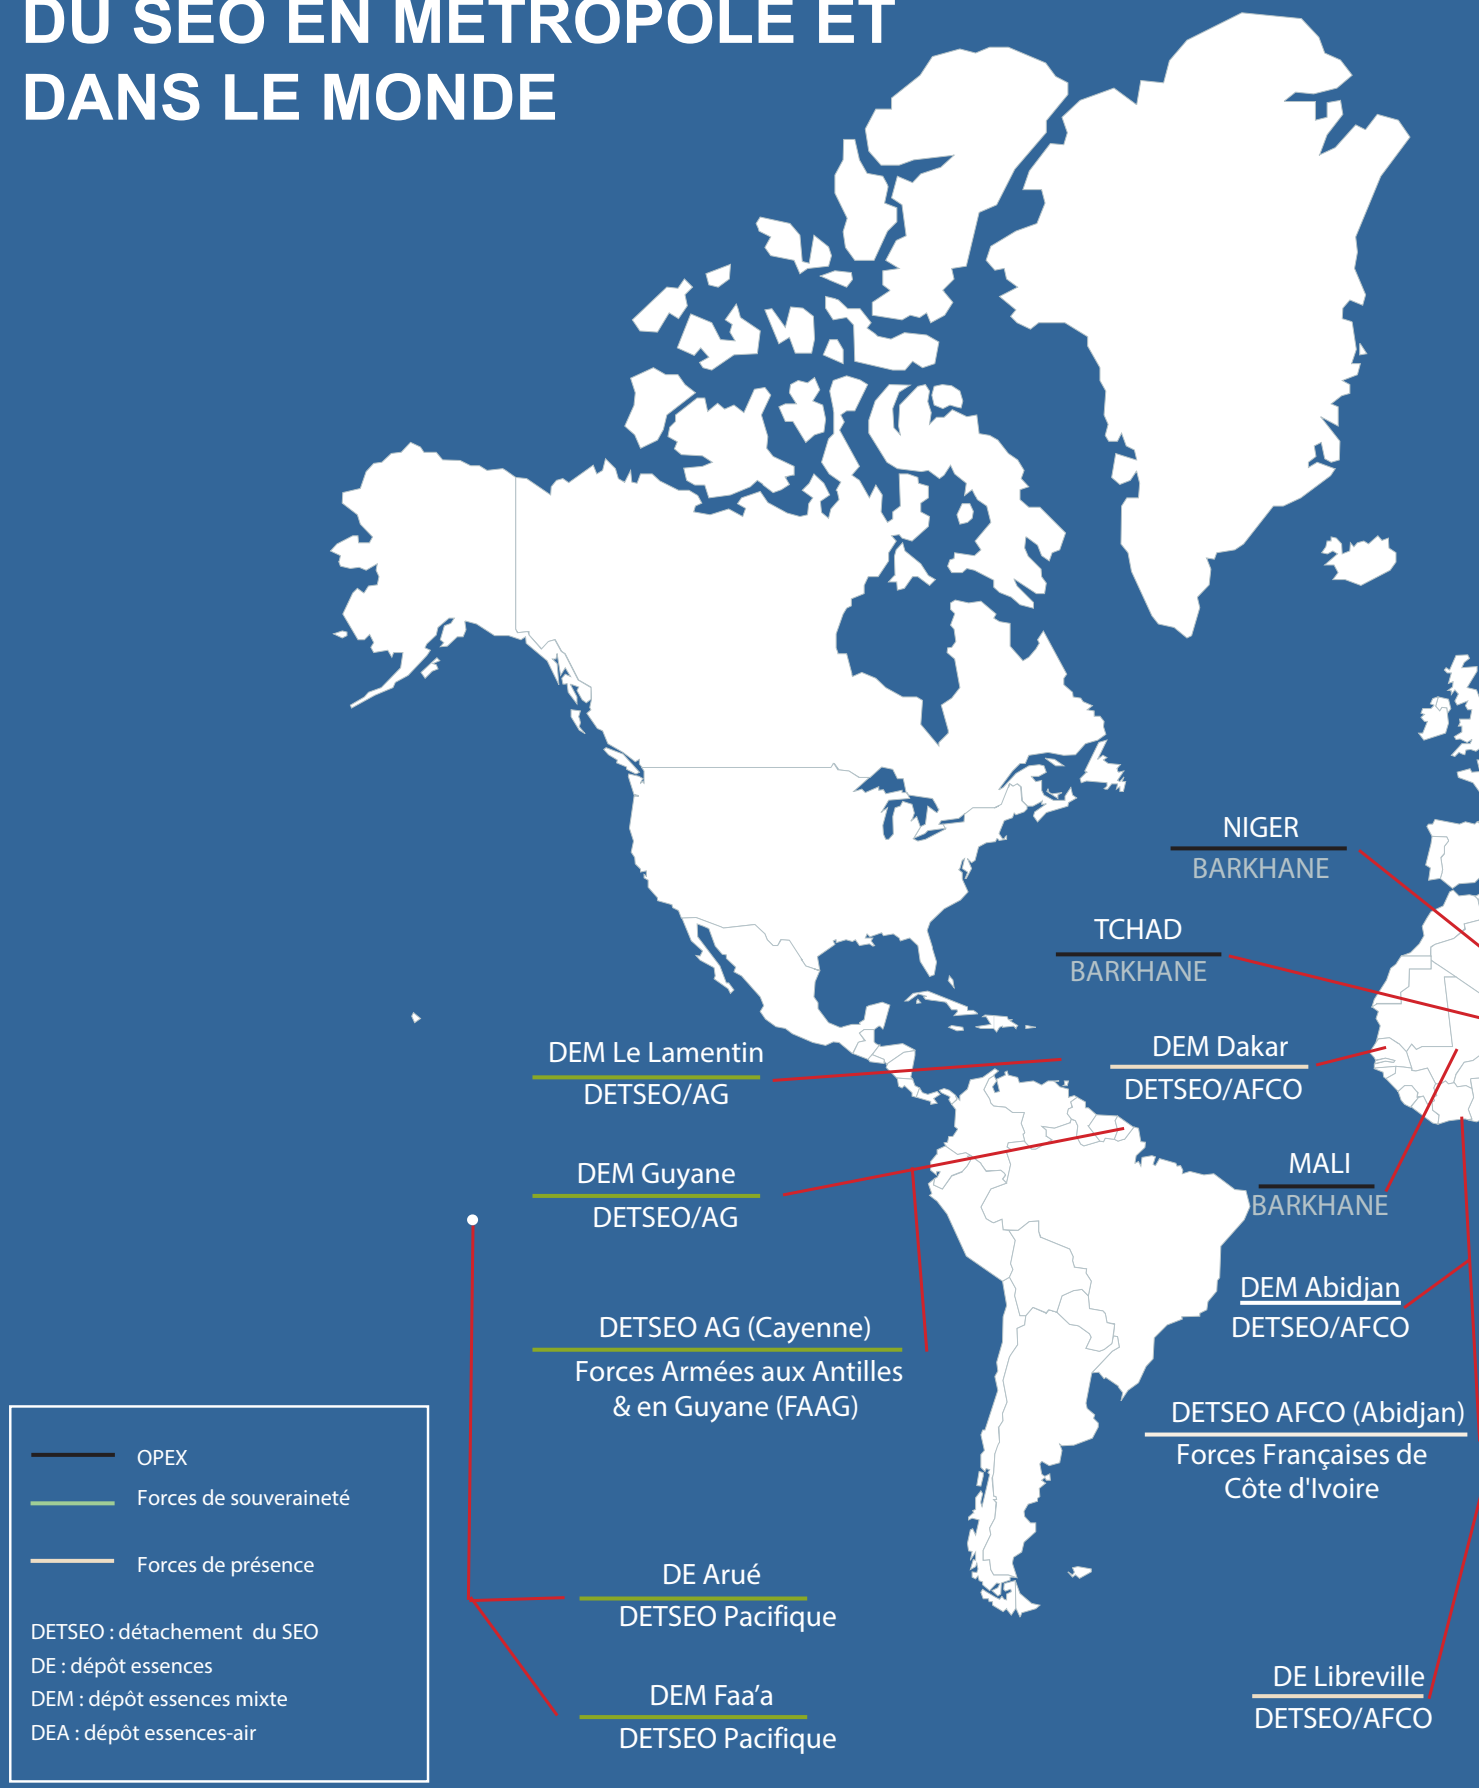 DU SEO EN MÉTROPOLE ET
DANS LE MONDE
NIGER
BARKHANE
TCHAD
BARKHANE
DEM Le Lamentin
DETSEO/AG
DEM Dakar
DETSEO/AFCO
DEM Guyane
DETSEO/AG
MALI
BARKHANE
DEM Abidjan
DETSEO/AFCO
DETSEO AG (Cayenne)
Forces Armées aux Antilles
& en Guyane (FAAG)
DETSEO AFCO (Abidjan)
Forces Françaises de
Côte d'Ivoire
OPEX
Forces de souveraineté
Forces de présence
DETSEO : détachement du SEO
DE : dépôt essences
DEM : dépôt essences mixte
DEA : dépôt essences-air
DE Arué
DETSEO Pacifique
DEM Faa’a
DETSEO Pacifique
DE Libreville
DETSEO/AFCO